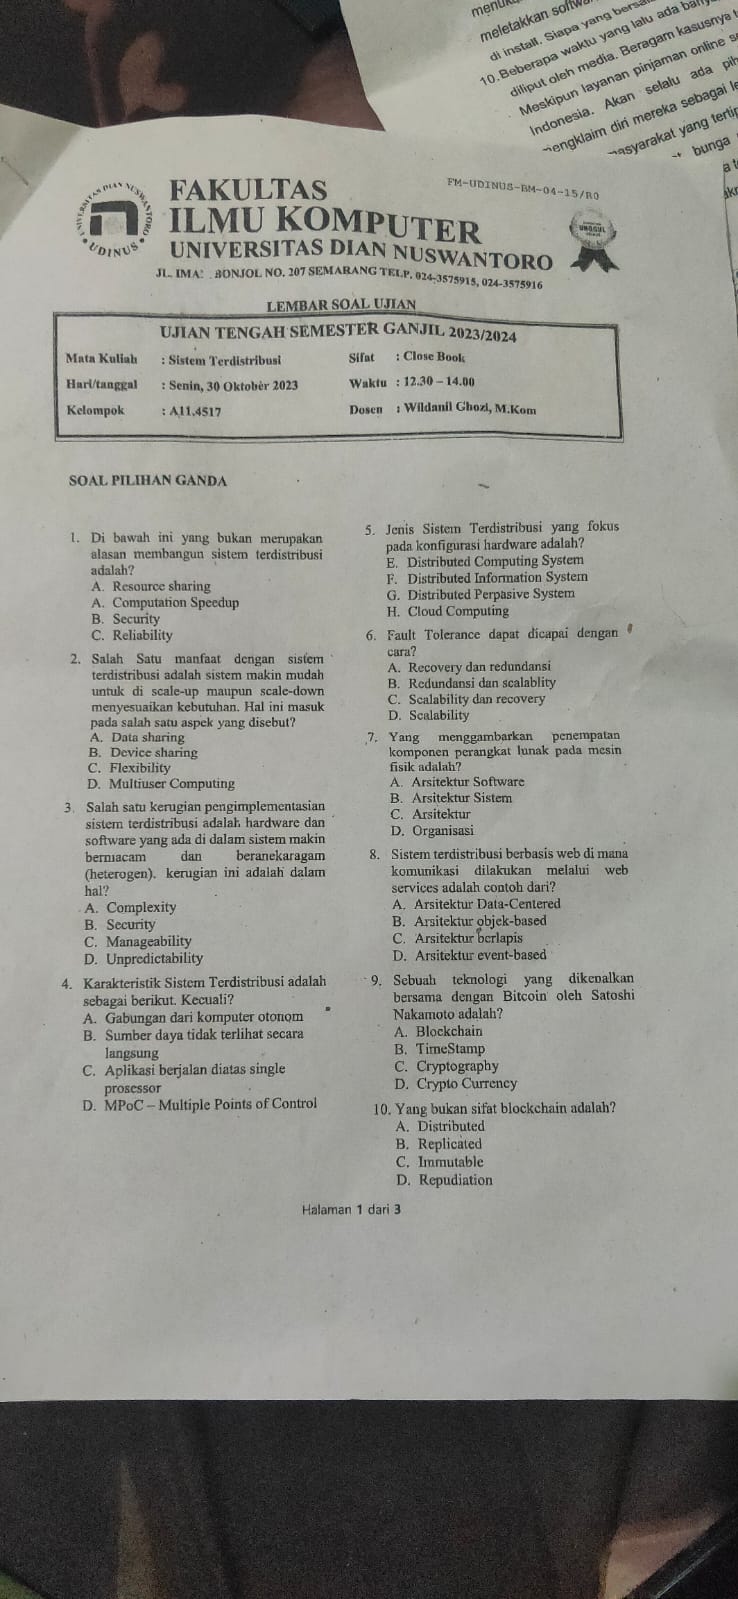 menuk
meletakkan softw
di install. Siapa yang bersa
10.Beberapa waktu yang lalu ada bany
diliput oleh media. Beragam kasusnya
Meskipun layanan pinjaman online s
Indonesia. Akan selalu ada pih
engklaim diri mereka sebagai le
asyarakat yang tertip
bunga
FM-UDINUS-BM-04-15/R0
UNIVERSITAS DIAN NUSWANTORO
UDINUS
FAKULTAS
ILMU KOMPUTER
UNIVERSITAS DIAN NUSWANTORO
UNGGUL
JL. IMA BONJOL NO. 207 SEMARANG TELP. 024-3575915, 024-3575916
LEMBAR SOAL UJIAN
UJIAN TENGAH SEMESTER GANJIL 2023/2024
Mata Kuliah : Sistem Terdistribusi Sifat : Close Book
Hari/tanggal : Senin, 30 Oktober 2023 Waktu : 12.30 – 14.00
Kelompok : A11.4517 Dosen : Wildanil Ghozi, M.Kom
SOAL PILIHAN GANDA
1. Di bawah ini yang bukan merupakan
alasan membangun sistem terdistribusi
adalah?
A. Resource sharing
A. Computation Speedup
B. Security
C. Reliability
2. Salah Satu manfaat dengan sistem
terdistribusi adalah sistem makin mudah
untuk di scale-up maupun scale-down
menyesuaikan kebutuhan. Hal ini masuk
pada salah satu aspek yang disebut?
A. Data sharing
B. Device sharing
C. Flexibility
D. Multiuser Computing
3. Salah satu kerugian pengimplementasian
sistem terdistribusi adalah hardware dan
software yang ada di dalam sistem makin
bermacam dan beranekaragam
(heterogen). kerugian ini adalah dalam
hal?
A. Complexity
B. Security
C. Manageability
D. Unpredictability
4. Karakteristik Sistem Terdistribusi adalah
sebagai berikut. Kecuali?
A. Gabungan dari komputer otonom
B. Sumber daya tidak terlihat secara
langsung
C. Aplikasi berjalan diatas single
prosessor
D. MPoC – Multiple Points of Control
5. Jenis Sistem Terdistribusi yang fokus
pada konfigurasi hardware adalah?
E. Distributed Computing System
F. Distributed Information System
G. Distributed Perpasive System
H. Cloud Computing
6. Fault Tolerance dapat dicapai dengan
cara?
A. Recovery dan redundansi
B. Redundansi dan scalablity
C. Scalability dan recovery
D. Scalability
7. Yang menggambarkan penempatan
komponen perangkat lunak pada mesin
fisik adalah?
A. Arsitektur Software
B. Arsitektur Sistem
C. Arsitektur
D. Organisasi
8. Sistem terdistribusi berbasis web di mana
komunikasi dilakukan melalui web
services adalah contoh dari?
A. Arsitektur Data-Centered
B. Arsitektur objek-based
C. Arsitektur berlapis
D. Arsitektur event-based
9. Sebuah teknologi yang dikenalkan
bersama dengan Bitcoin oleh Satoshi
Nakamoto adalah?
A. Blockchain
B. TimeStamp
C. Cryptography
D. Crypto Currency
10. Yang bukan sifat blockchain adalah?
A. Distributed
B. Replicated
C. Immutable
D. Repudiation
Halaman 1 dari 3